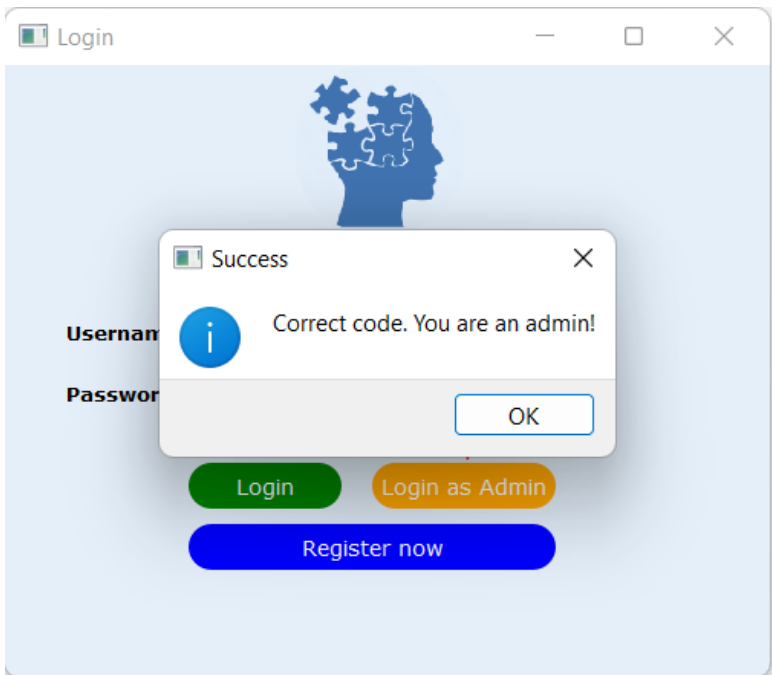 Login
Success
Correct code. You are an admin!
OK
Login
Login as Admin
Register now